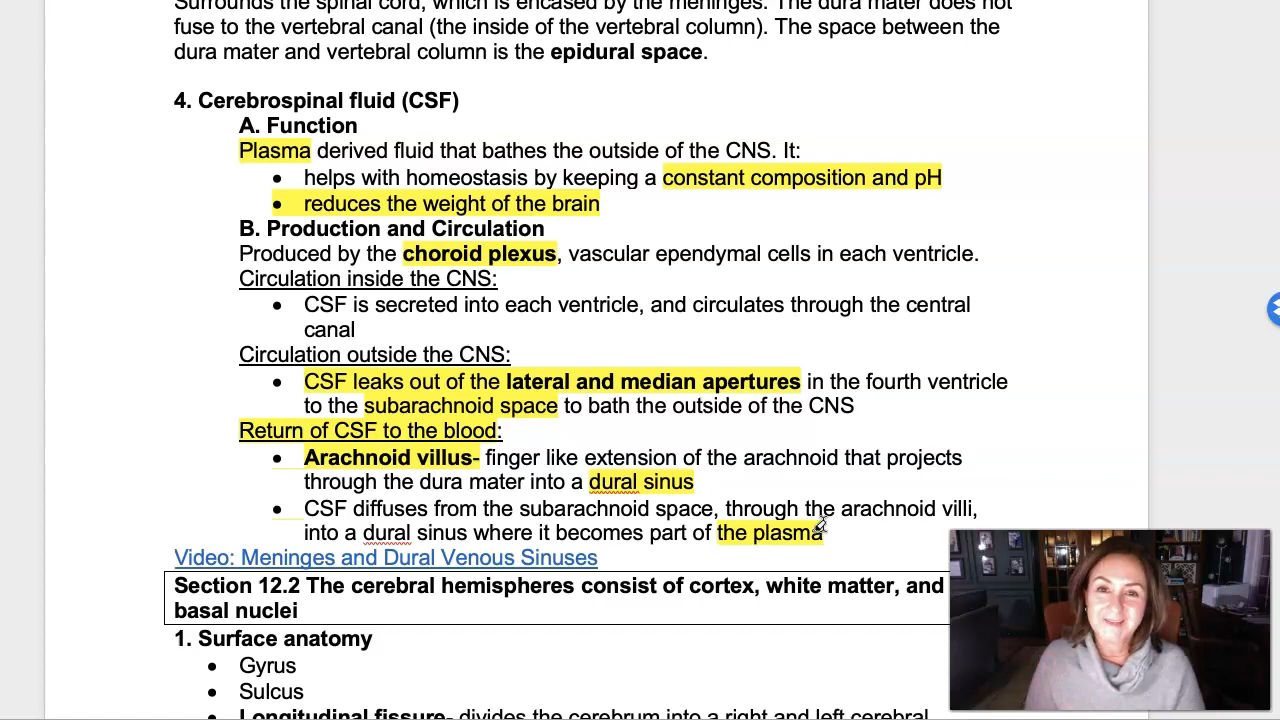 Surrounds the spinal cord, which is encased by the meninges. The dura mater does not
fuse to the vertebral canal (the inside of the vertebral column). The space between the
dura mater and vertebral column is the epidural space.
4. Cerebrospinal fluid (CSF)
A. Function
Plasma derived fluid that bathes the outside of the CNS. It:
• helps with homeostasis by keeping a constant composition and pH
• reduces the weight of the brain
B. Production and Circulation
Produced by the choroid plexus, vascular ependymal cells in each ventricle.
Circulation inside the CNS:
• CSF is secreted into each ventricle, and circulates through the central
canal
Circulation outside the CNS:
• CSF leaks out of the lateral and median apertures in the fourth ventricle
to the subarachnoid space to bath the outside of the CNS
Return of CSF to the blood:
• Arachnoid villus- finger like extension of the arachnoid that projects
through the dura mater into a dural sinus
• CSF diffuses from the subarachnoid space, through the arachnoid villi,
into a dural sinus where it becomes part of the plasma
Video: Meninges and Dural Venous Sinuses
Section 12.2 The cerebral hemispheres consist of cortex, white matter, and
basal nuclei
1. Surface anatomy
• Gyrus
• Sulcus
• Longitudinal fissure- divides the cerebrum into a right and left cerebral